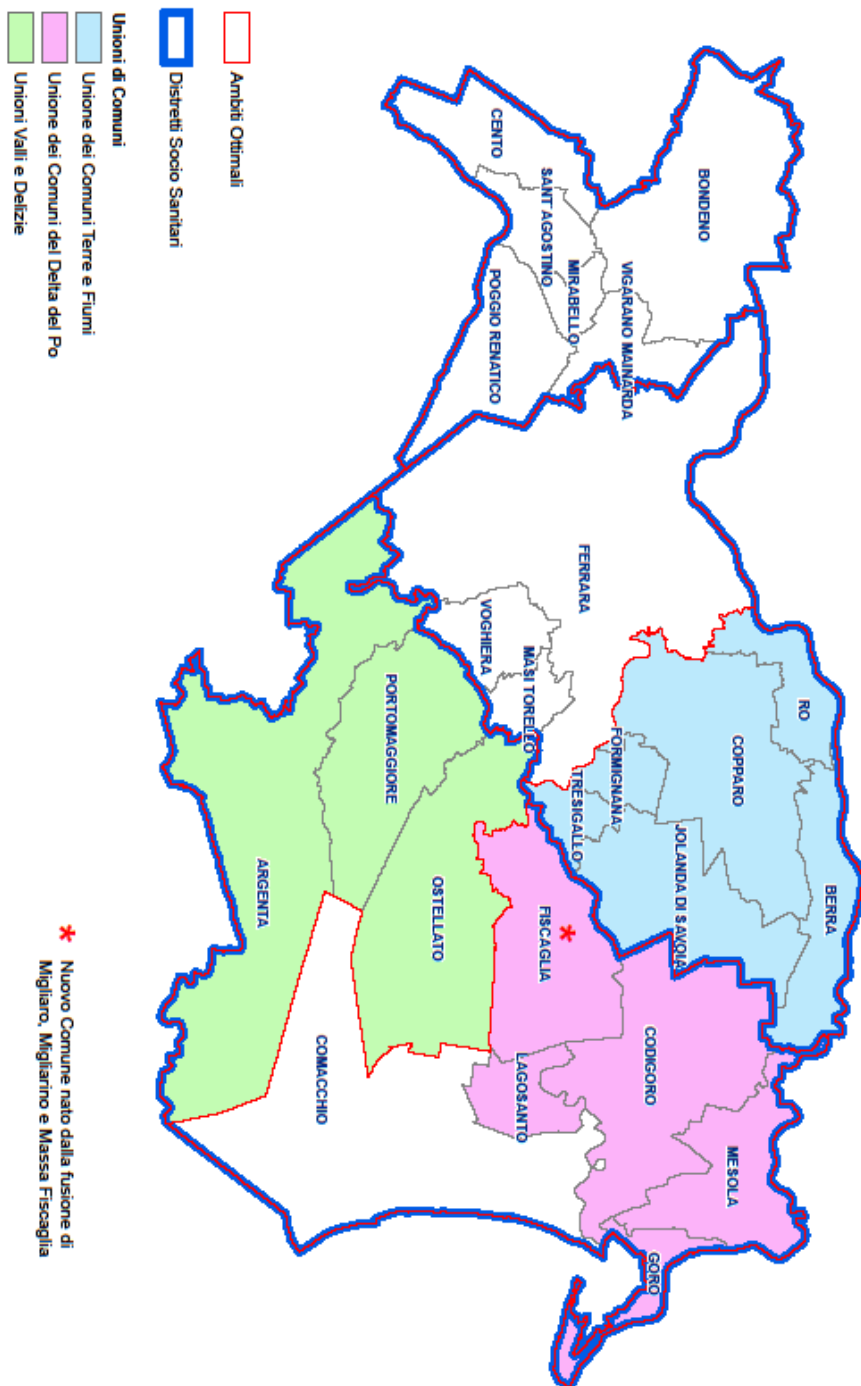 BONDENO
CENTO
SANT'AGOSTINO
MIRABELLO
VIGARANO MAINARDA
POGGIO RENATICO
FERRARA
VOGHIERA
MASI TORELLO
RO
COPPARO
BERRA
FORMIGNANA
TRESIGALLO
JOLANDA DI SAVOIA
PORTOMAGGIORE
ARGENTA
OSTELLATO
*
FISCAGLIA
CODIGORO
LAGOSANTO
MESOLA
GORO
COMACCHIO
Ambiti Ottimali
Distretti Socio Sanitari
Unioni di Comuni
Unione dei Comuni Terre e Fiumi
Unione dei Comuni del Delta del Po
Unioni Valli e Delizie
* Nuovo Comune nato dalla fusione di
Migliaro, Migliarino e Massa Fiscaglia